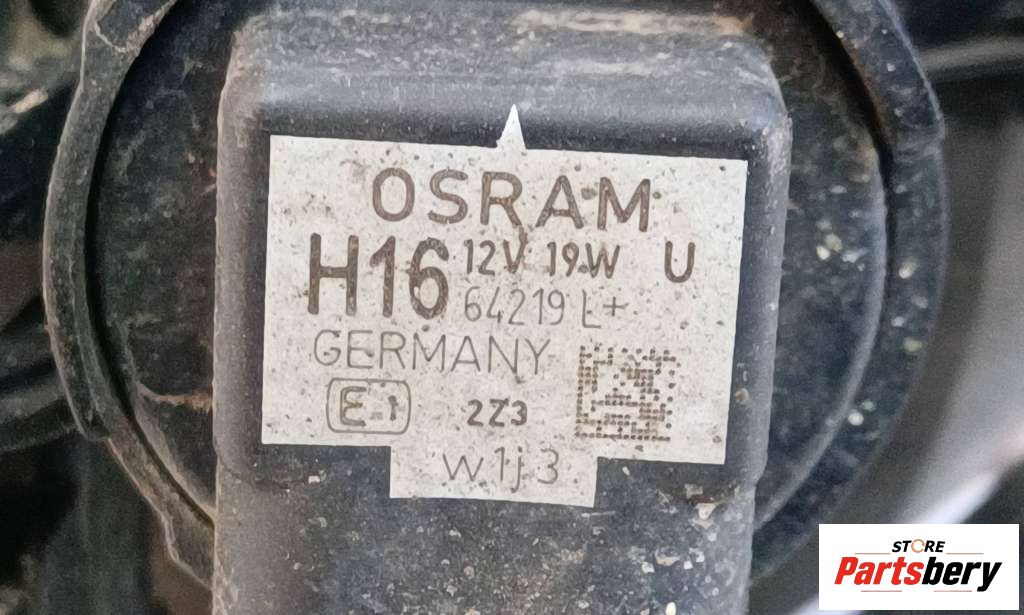 OSRAM
H16 12V 19W U
64219 L+
GERMANY
E1 2Z3
w1j3
STORE
Partsbery